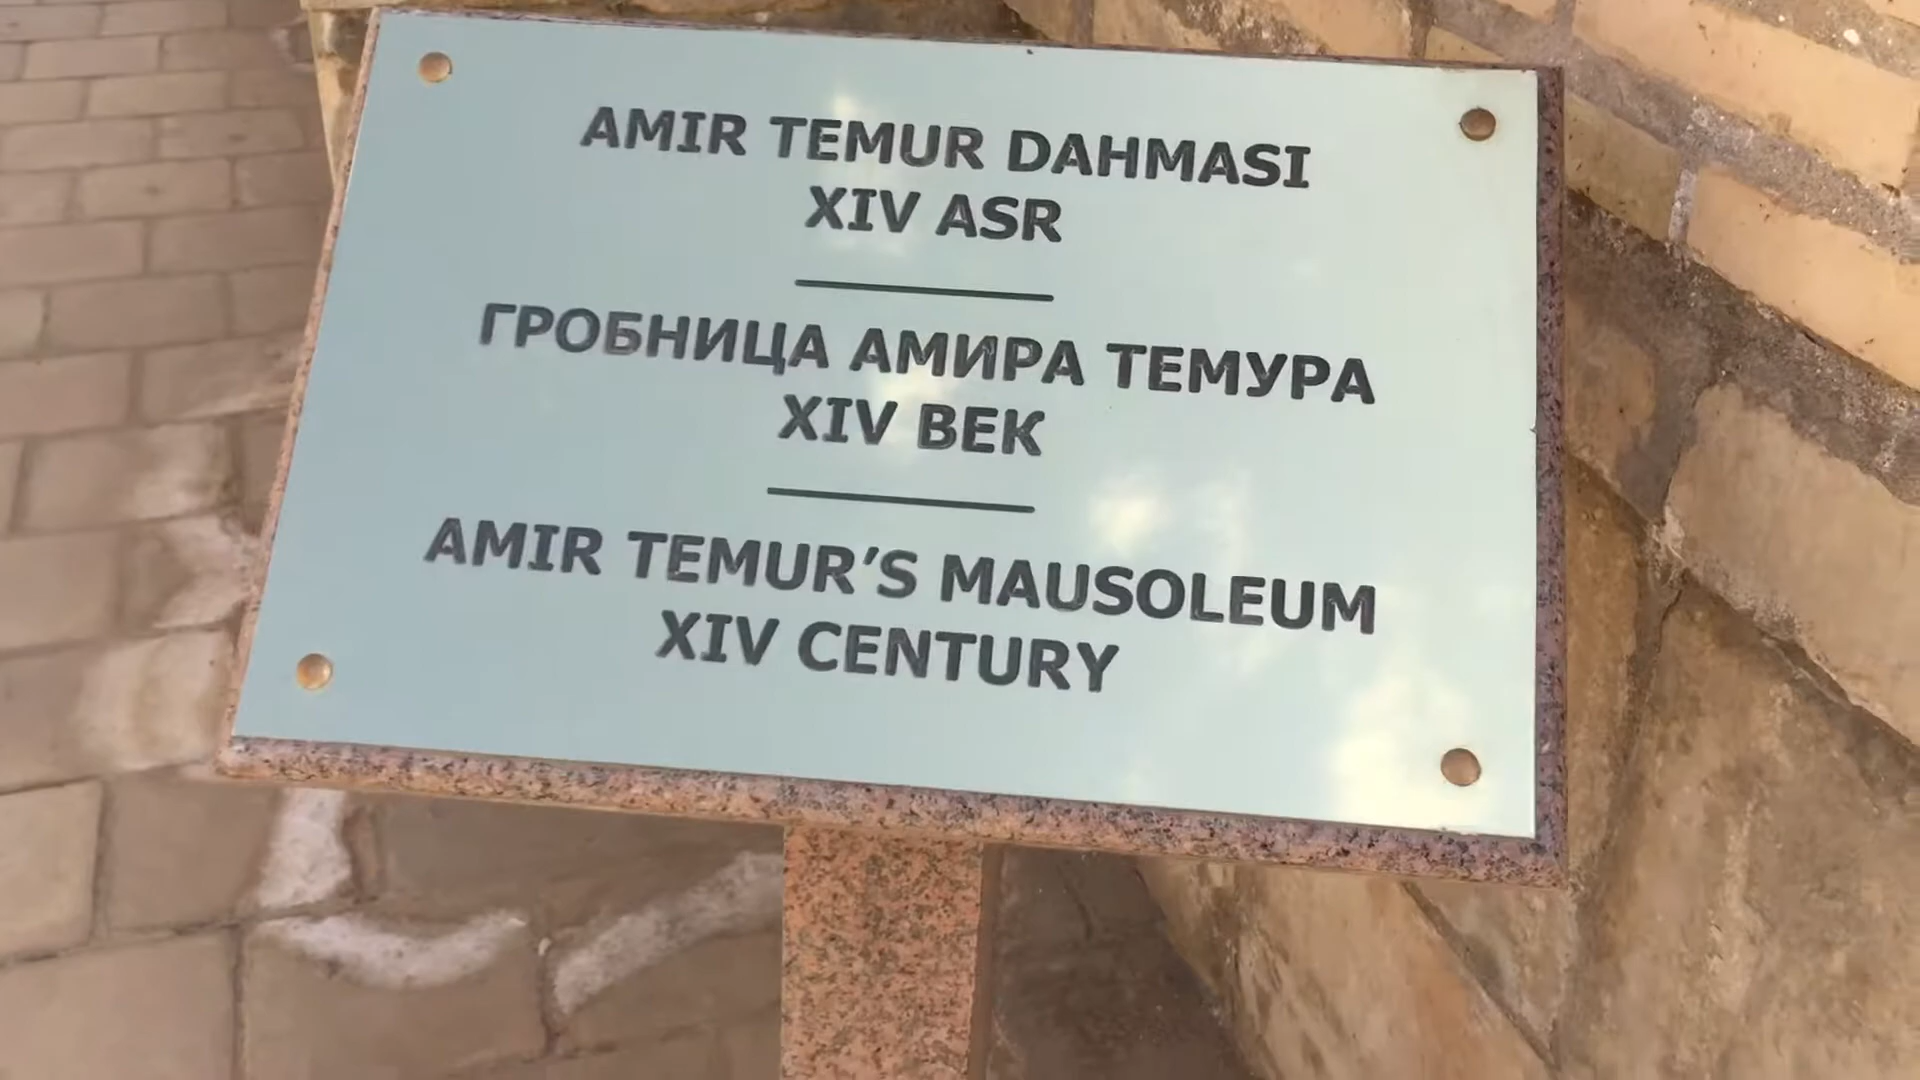 AMIR TEMUR DAHMASI
XIV ASR
ГРОБНИЦА АМИРА ТЕМУРА
XIV ВЕК
AMIR TEMUR’S MAUSOLEUM
XIV CENTURY